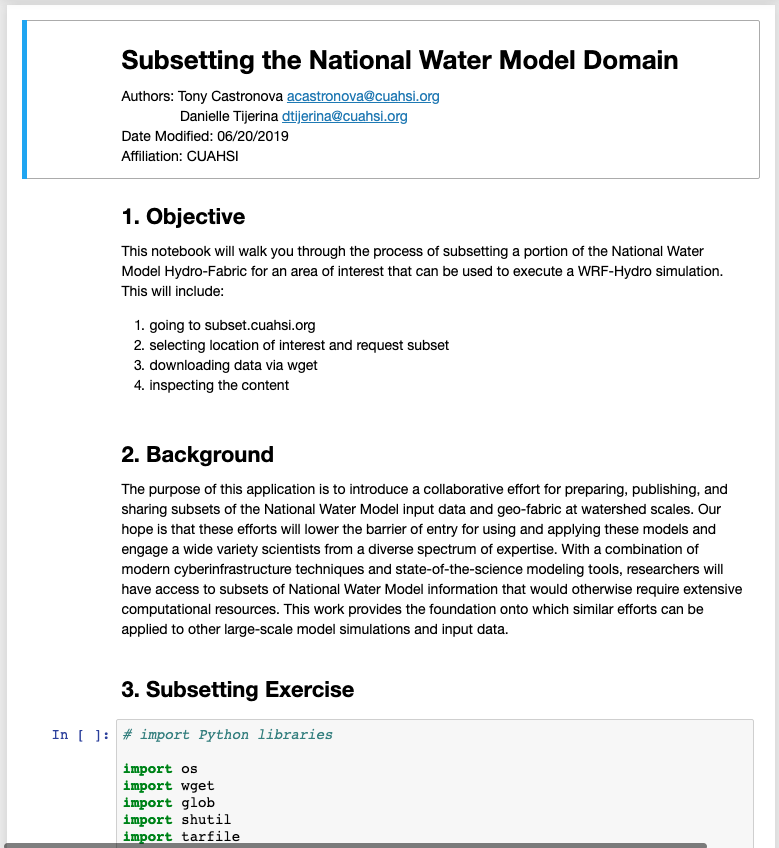 Subsetting the National Water Model Domain
Authors: Tony Castronova acastronova@cuahsi.org
Danielle Tijerina dtijerina@cuahsi.org
Date Modified: 06/20/2019
Affiliation: CUAHSI
1. Objective
This notebook will walk you through the process of subsetting a portion of the National Water
Model Hydro-Fabric for an area of interest that can be used to execute a WRF-Hydro simulation.
This will include:
1. going to subset.cuahsi.org
2. selecting location of interest and request subset
3. downloading data via wget
4. inspecting the content
2. Background
The purpose of this application is to introduce a collaborative effort for preparing, publishing, and
sharing subsets of the National Water Model input data and geo-fabric at watershed scales. Our
hope is that these efforts will lower the barrier of entry for using and applying these models and
engage a wide variety scientists from a diverse spectrum of expertise. With a combination of
modern cyberinfrastructure techniques and state-of-the-science modeling tools, researchers will
have access to subsets of National Water Model information that would otherwise require extensive
computational resources. This work provides the foundation onto which similar efforts can be
applied to other large-scale model simulations and input data.
3. Subsetting Exercise
In [ ]: # import Python libraries
import os
import wget
import glob
import shutil
import tarfile